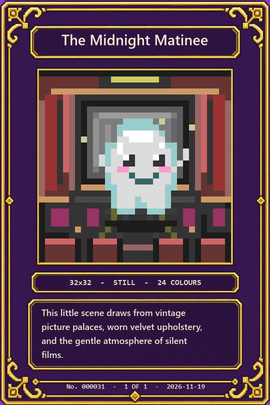 The Midnight Matinee
32x32 - STILL - 24 COLOURS
This little scene draws from vintage
picture palaces, worn velvet upholstery,
and the gentle atmosphere of silent
films.
No. 000031 - 1 OF 1 - 2026-11-19